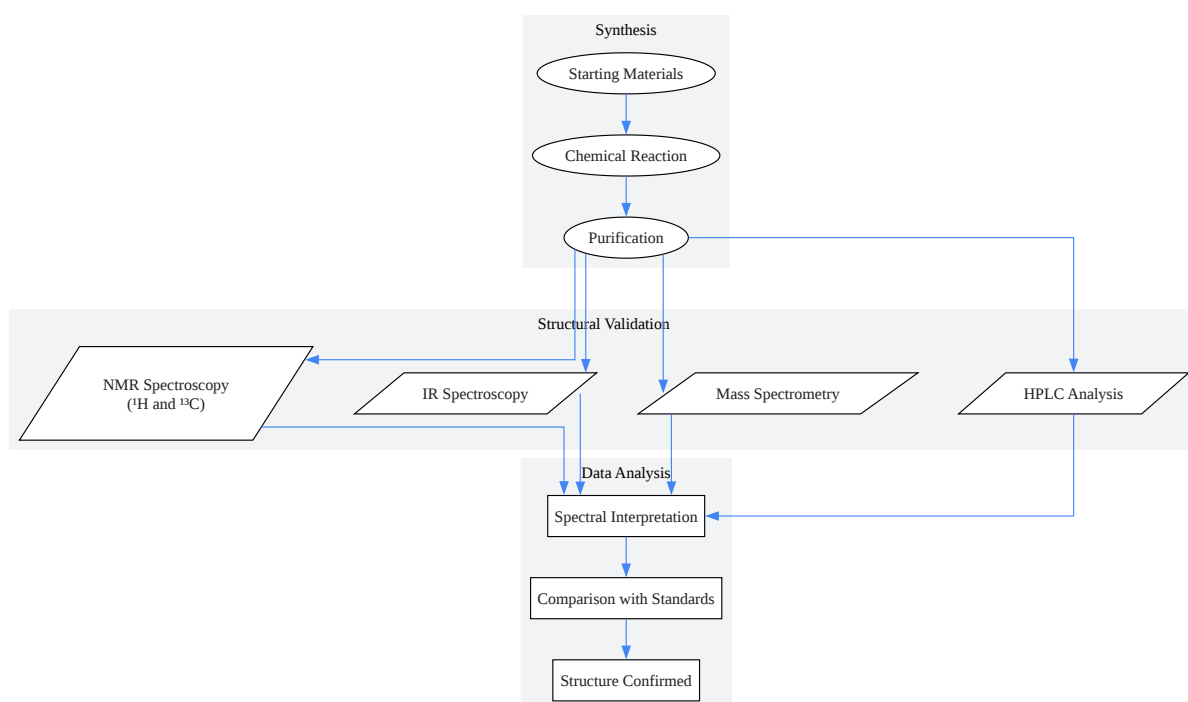 Synthesis
Starting Materials
Chemical Reaction
Purification
Structural Validation
NMR Spectroscopy
(¹H and ¹³C)
IR Spectroscopy
Mass Spectrometry
HPLC Analysis
Data Analysis
Spectral Interpretation
Comparison with Standards
Structure Confirmed